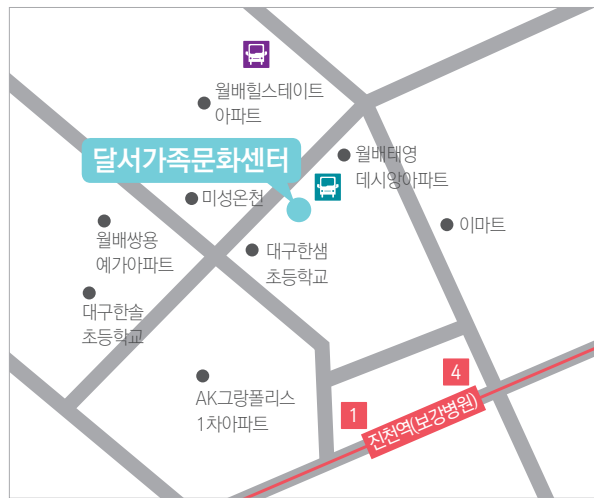 월배힐스테이트
아파트
달서가족문화센터
월배태영
데시앙아파트
미성온천
이마트
월배쌍용
예가아파트
대구한샘
초등학교
대구한솔
초등학교
AK그랑폴리스
1차아파트
4
1
진천역(보강병원)